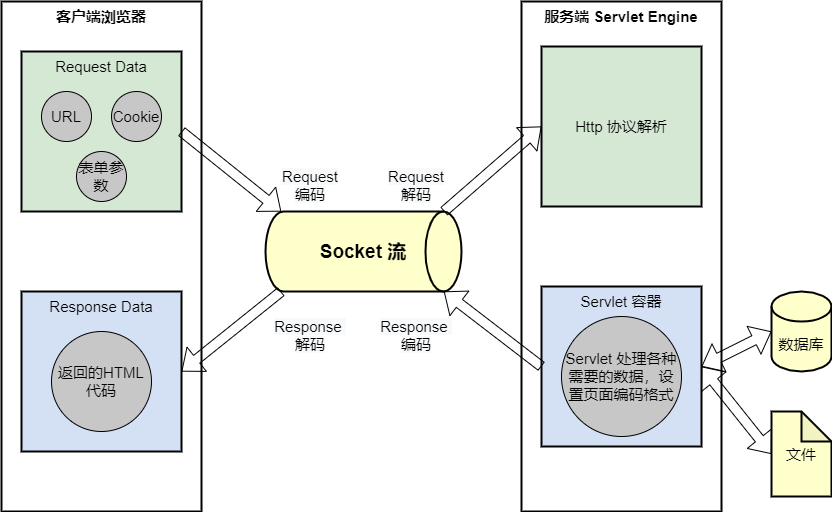 客户端浏览器
服务端 Servlet Engine
Request Data
URL
Cookie
表单参
数
Request
编码
Request
解码
Http 协议解析
Socket 流
Response Data
返回的HTML
代码
Response
解码
Response
编码
Servlet 容器
Servlet 处理各种
需要的数据，设
置页面编码格式
数据库
文件